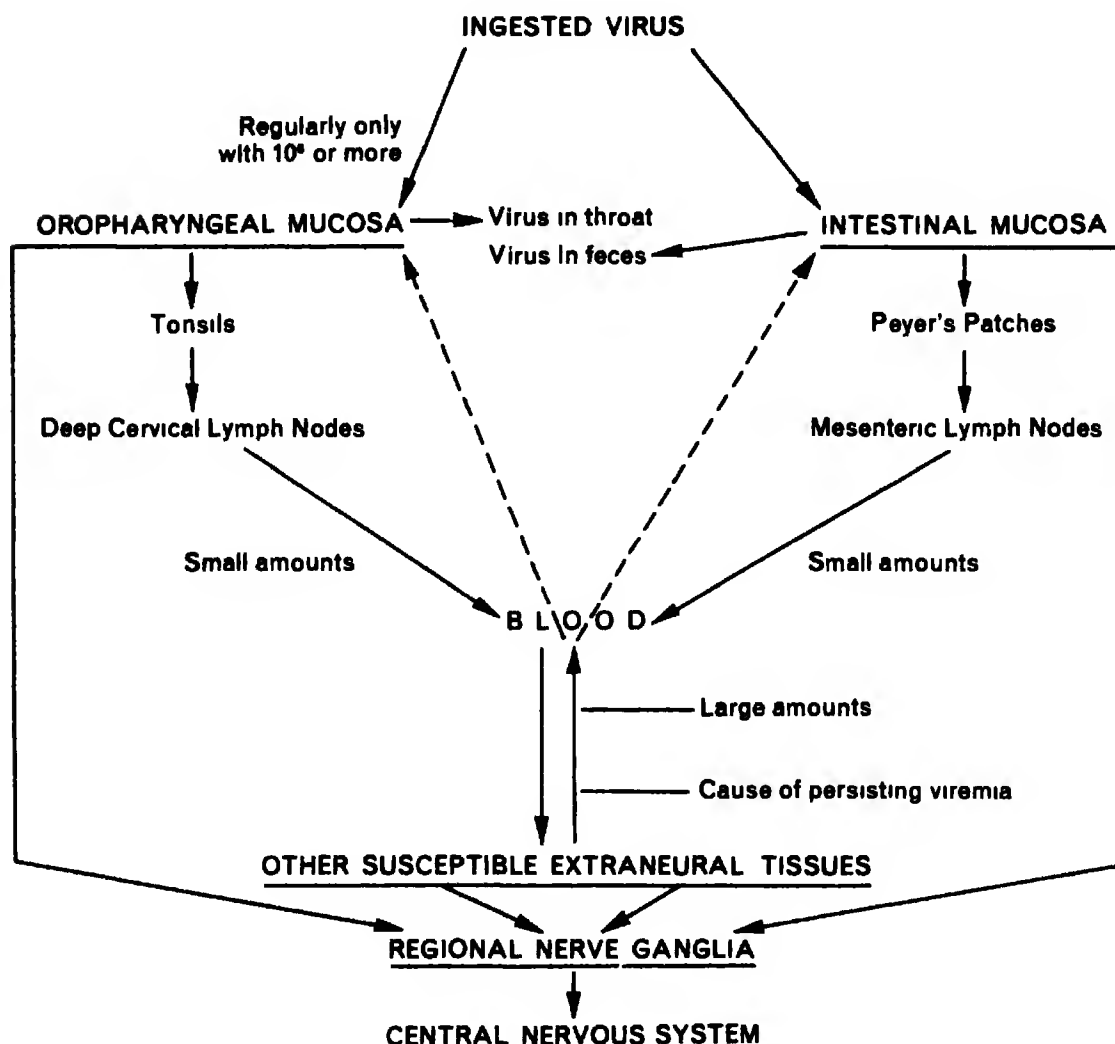 INGESTED VIRUS
Regularly only
with 10⁶ or more
OROPHARYNGEAL MUCOSA
Virus in throat
INTESTINAL MUCOSA
Virus in feces
Tonsils
Peyer's Patches
Deep Cervical Lymph Nodes
Mesenteric Lymph Nodes
Small amounts
Small amounts
BLOOD
Large amounts
Cause of persisting viremia
OTHER SUSCEPTIBLE EXTRANEURAL TISSUES
REGIONAL NERVE GANGLIA
CENTRAL NERVOUS SYSTEM